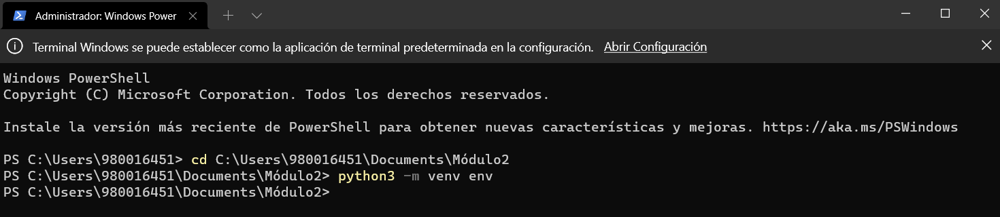 Administrador: Windows Power
Terminal Windows se puede establecer como la aplicación de terminal predeterminada en la configuración. Abrir Configuración
Windows PowerShell
Copyright (C) Microsoft Corporation. Todos los derechos reservados.
Instale la versión más reciente de PowerShell para obtener nuevas características y mejoras. https://aka.ms/PSWindows
PS C:\Users\980016451> cd C:\Users\980016451\Documents\Módulo2
PS C:\Users\980016451\Documents\Módulo2> python3 -m venv env
PS C:\Users\980016451\Documents\Módulo2>